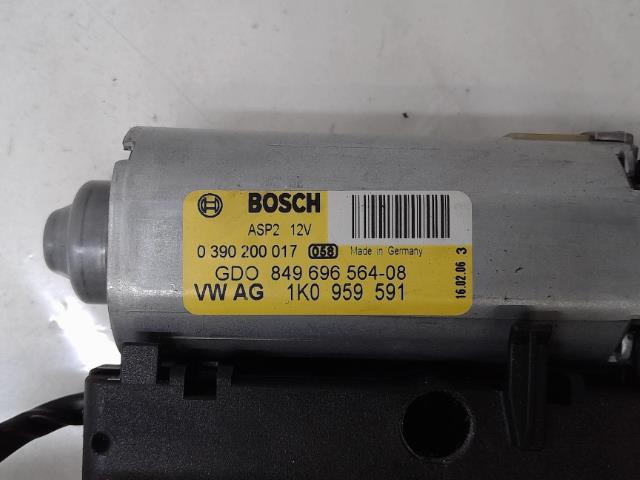 BOSCH
ASP2 12V
0 390 200 017 058 Made in Germany
GDO 849 696 564-08
VW AG 1K0 959 591
16.02.06 3